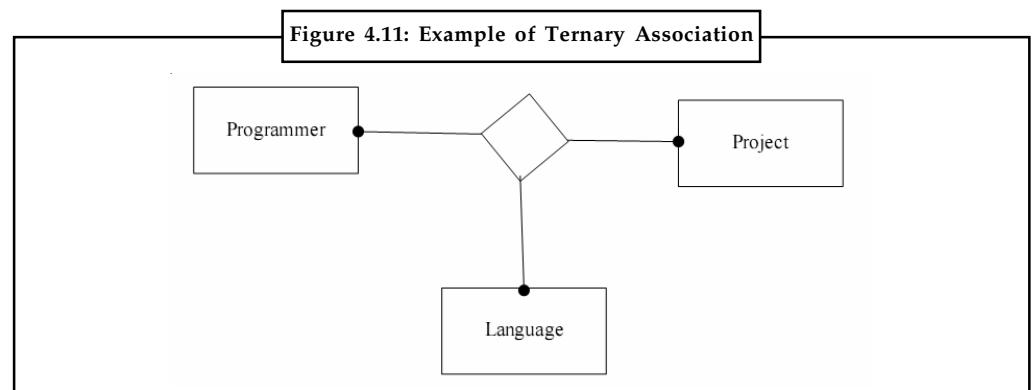 Figure 4.11: Example of Ternary Association
Programmer
Project
Language